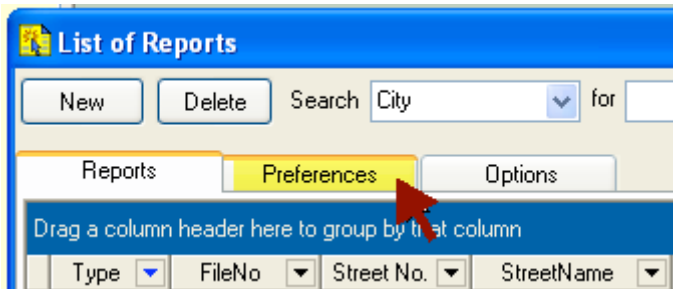 List of Reports
New Delete Search City for
Reports Preferences Options
Drag a column header here to group by that column
Type FileNo Street No. StreetName